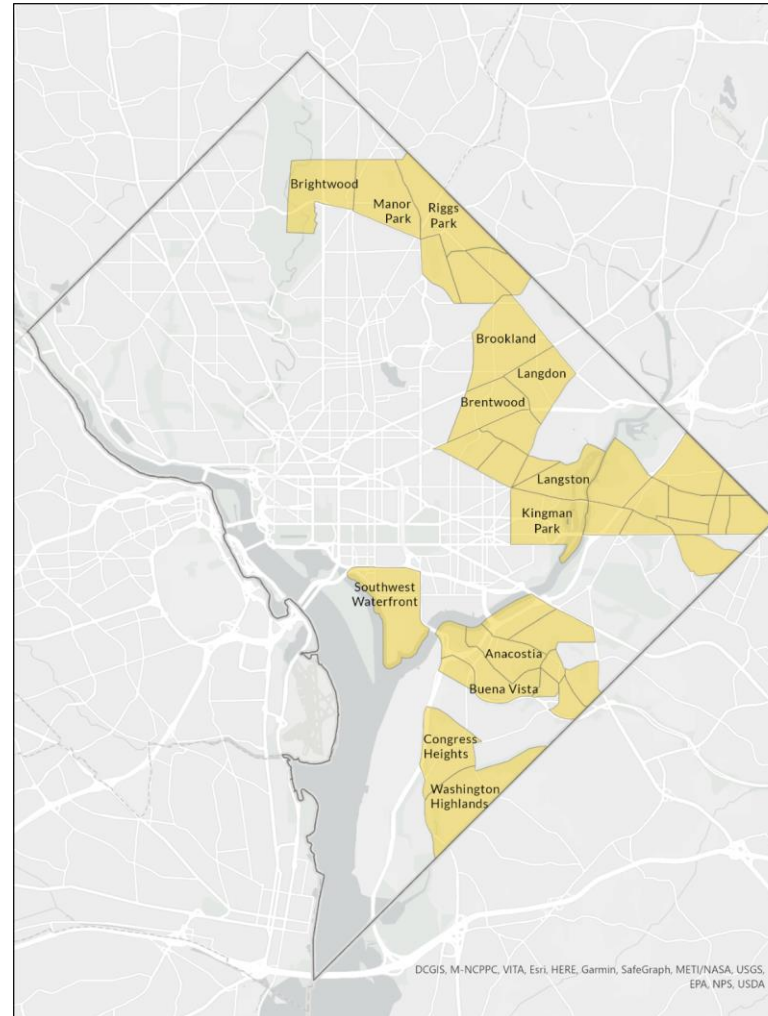 Brightwood
Manor
Park
Riggs
Park
Brookland
Langdon
Brentwood
Langston
Kingman
Park
Southwest
Waterfront
Anacostia
Buena Vista
Congress
Heights
Washington
Highlands
DCGIS, M-NCPPC, VITA, Esri, HERE, Garmin, SafeGraph, METI/NASA, USGS,
EPA, NPS, USDA